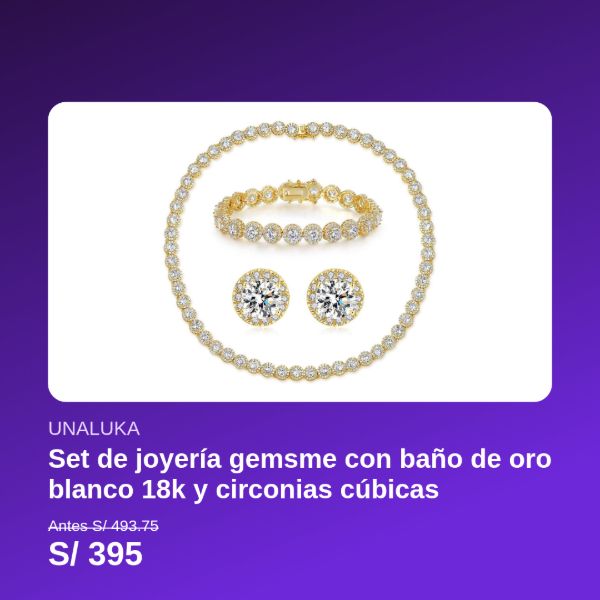 UNALUKA
Set de joyería gemsme con baño de oro
blanco 18k y circonias cúbicas
Antes S/ 493.75
S/ 395